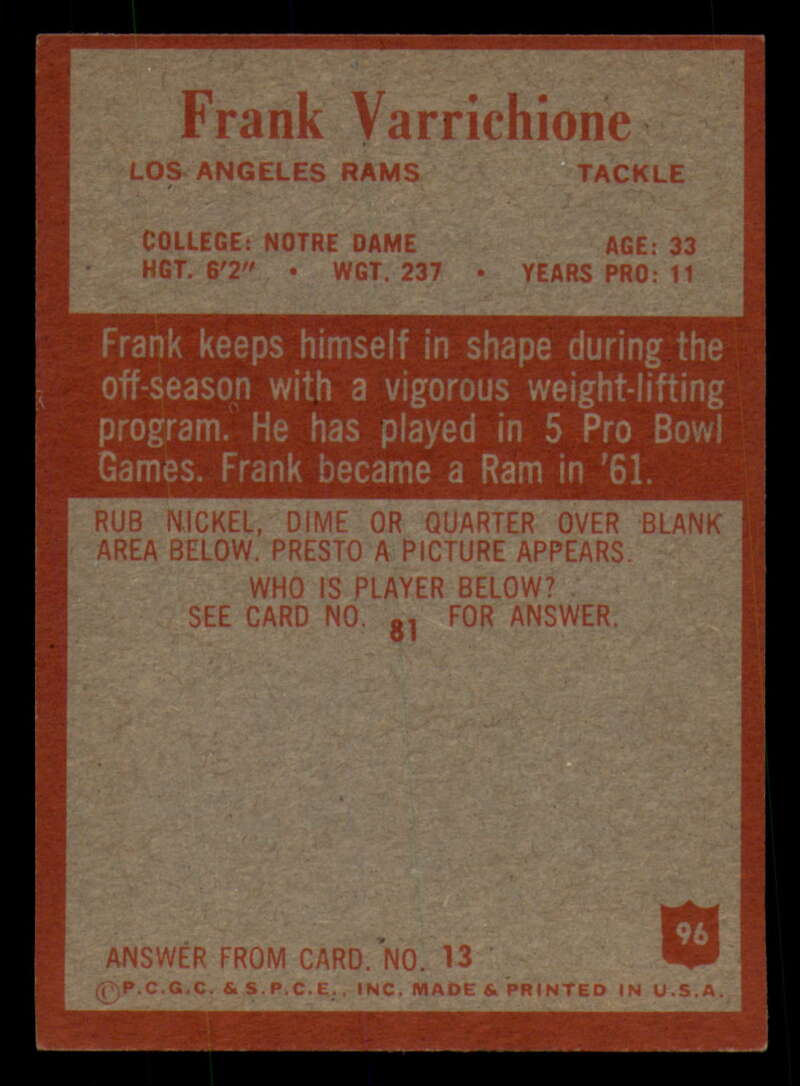 Frank Varrichione
LOS ANGELES RAMS TACKLE
COLLEGE: NOTRE DAME AGE: 33
HGT. 6'2" • WGT. 237 • YEARS PRO: 11
Frank keeps himself in shape during the
off-season with a vigorous weight-lifting
program. He has played in 5 Pro Bowl
Games. Frank became a Ram in '61.
RUB NICKEL, DIME OR QUARTER OVER BLANK
AREA BELOW. PRESTO A PICTURE APPEARS.
WHO IS PLAYER BELOW?
SEE CARD NO. 81 FOR ANSWER.
96
ANSWER FROM CARD. NO. 13
©P.C.G.C. & S.P.C.E., INC. MADE & PRINTED IN U.S.A.